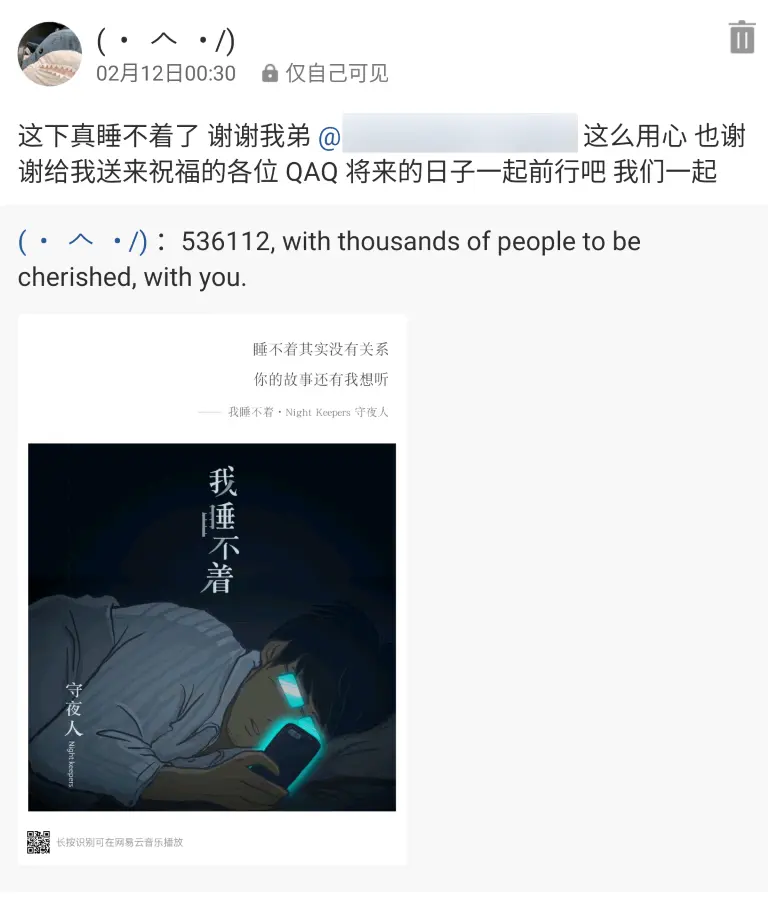 ( • ヘ •/)
02月12日00:30 仅自己可见
这下真睡不着了 谢谢我弟 @ 这么用心 也谢
谢给我送来祝福的各位 QAQ 将来的日子一起前行吧 我们一起
( • ヘ •/)：536112, with thousands of people to be
cherished, with you.
睡不着其实没有关系
你的故事还有我想听
—— 我睡不着·Night Keepers 守夜人
我睡不着
守夜人 Night keepers
长按识别可在网易云音乐播放